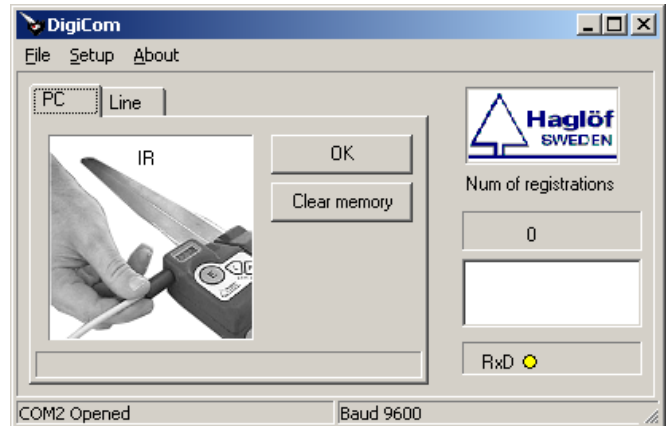 DigiCom
File Setup About
PC Line
IR
OK
Clear memory
Haglöf
SWEDEN
Num of registrations
0
RxD
COM2 Opened Baud 9600